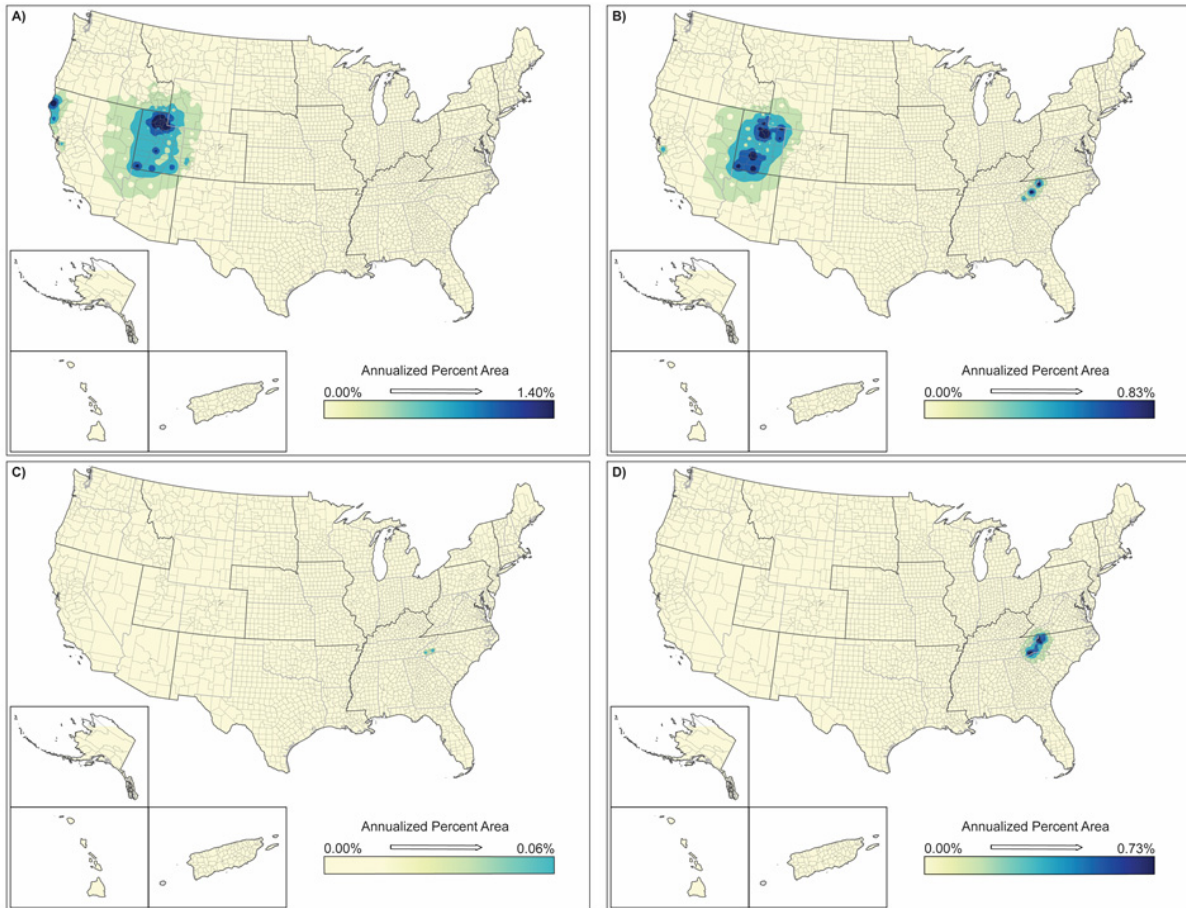 A)
B)
Annualized Percent Area
0.00% 1.40%
Annualized Percent Area
0.00% 0.83%
C)
D)
Annualized Percent Area
0.00% 0.06%
Annualized Percent Area
0.00% 0.73%